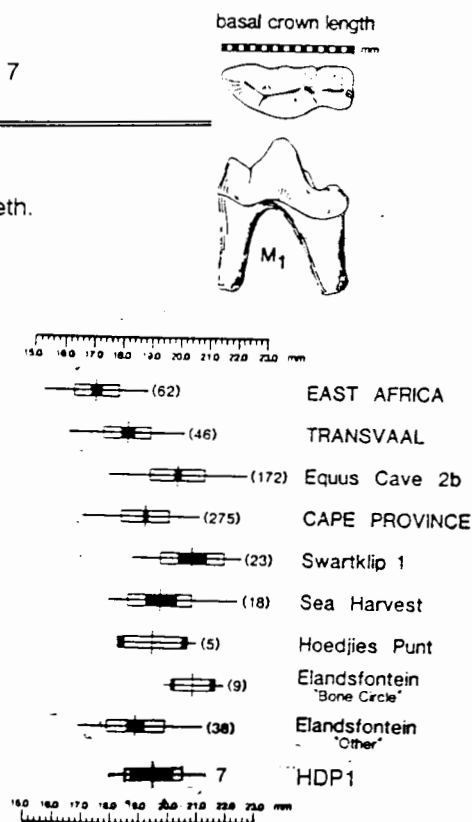 basal crown length
mm
7
eth.
M1
15.0 16.0 17.0 18.0 19.0 20.0 21.0 22.0 23.0 mm
(62) EAST AFRICA
(46) TRANSVAAL
(172) Equus Cave 2b
(275) CAPE PROVINCE
(23) Swartklip 1
(18) Sea Harvest
(5) Hoedjies Punt
(9) Elandsfontein
"Bone Circle"
(38) Elandsfontein
"Other"
7 HDP1
15.0 16.0 17.0 18.0 19.0 20.0 21.0 22.0 23.0 mm